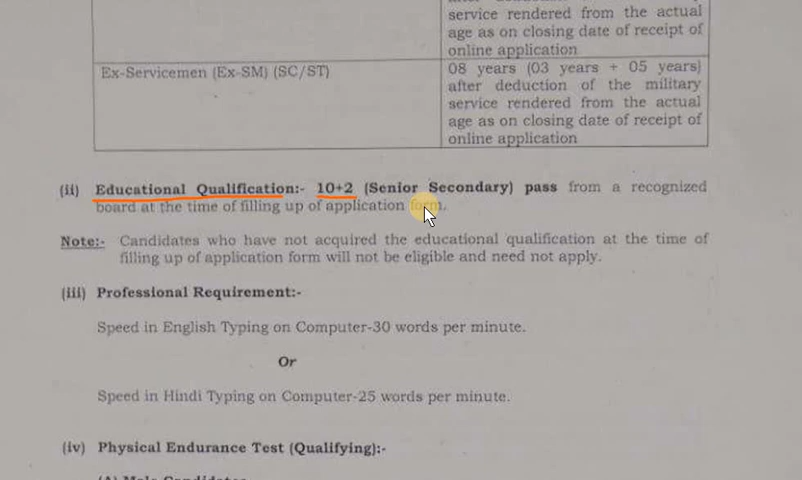 service rendered from the actual
age as on closing date of receipt of
online application
Ex-Servicemen (Ex-SM) (SC/ST)
08 years (03 years + 05 years)
after deduction of the military
service rendered from the actual
age as on closing date of receipt of
online application
(ii) Educational Qualification:- 10+2 (Senior Secondary) pass from a recognized
board at the time of filling up of application form.
Note:- Candidates who have not acquired the educational qualification at the time of
filling up of application form will not be eligible and need not apply.
(iii) Professional Requirement:-
Speed in English Typing on Computer-30 words per minute.
Or
Speed in Hindi Typing on Computer-25 words per minute.
(iv) Physical Endurance Test (Qualifying):-